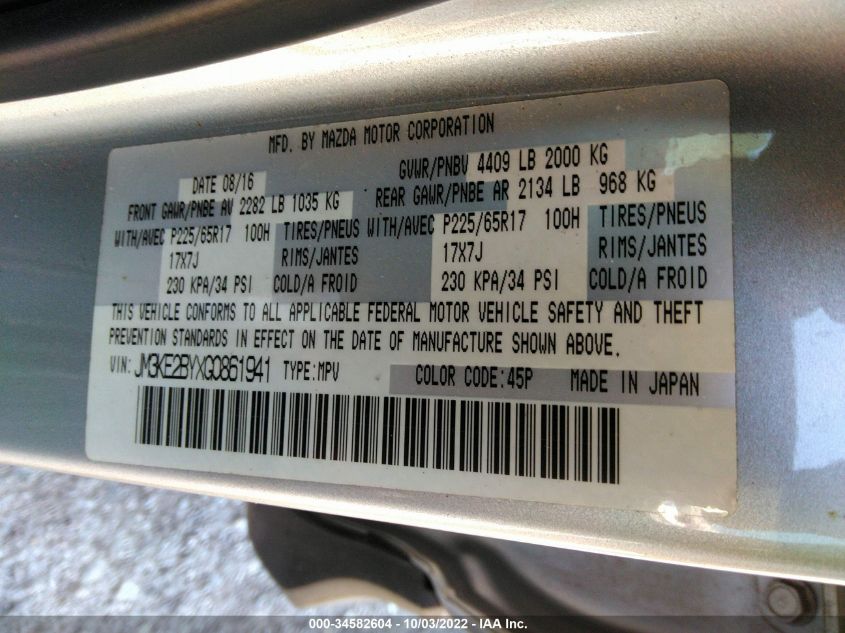 MFD. BY MAZDA MOTOR CORPORATION
DATE 08/16 GVWR/PNBV 4409 LB 2000 KG
FRONT GAWR/PNBE AV 2282 LB 1035 KG REAR GAWR/PNBE AR 2134 LB 968 KG
WITH/AVEC P225/65R17 100H TIRES/PNEUS WITH/AVEC P225/65R17 100H TIRES/PNEUS
17X7J RIMS/JANTES 17X7J RIMS/JANTES
230 KPA/34 PSI COLD/A FROID 230 KPA/34 PSI COLD/A FROID
THIS VEHICLE CONFORMS TO ALL APPLICABLE FEDERAL MOTOR VEHICLE SAFETY AND THEFT
PREVENTION STANDARDS IN EFFECT ON THE DATE OF MANUFACTURE SHOWN ABOVE.
VIN: JM3KE2BYXG0861941 TYPE:MPV COLOR CODE:45P MADE IN JAPAN
000-34582604 - 10/03/2022 - IAA Inc.